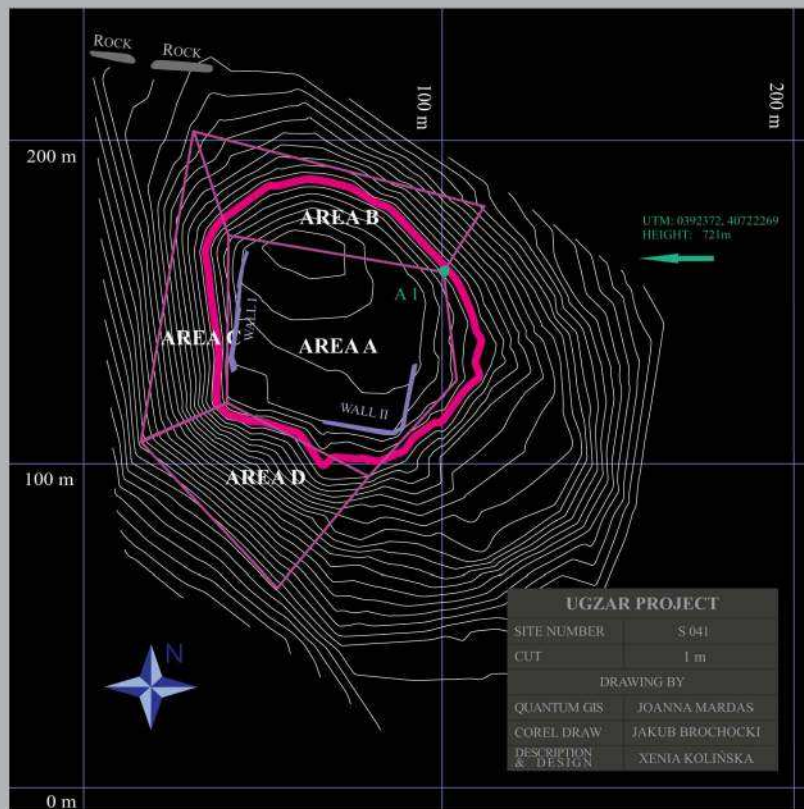 ROCK
ROCK
100 m
200 m
200 m
AREA B
UTM: 0392372, 40722269
HEIGHT: 721m
A 1
WALL I
AREA C
AREA A
WALL II
100 m
AREA D
UGZAR PROJECT
SITE NUMBER S 041
CUT 1 m
DRAWING BY
QUANTUM GIS JOANNA MARDAS
COREL DRAW JAKUB BROCHOCKI
DESCRIPTION
& DESIGN XENIA KOLIŃSKA
N
0 m